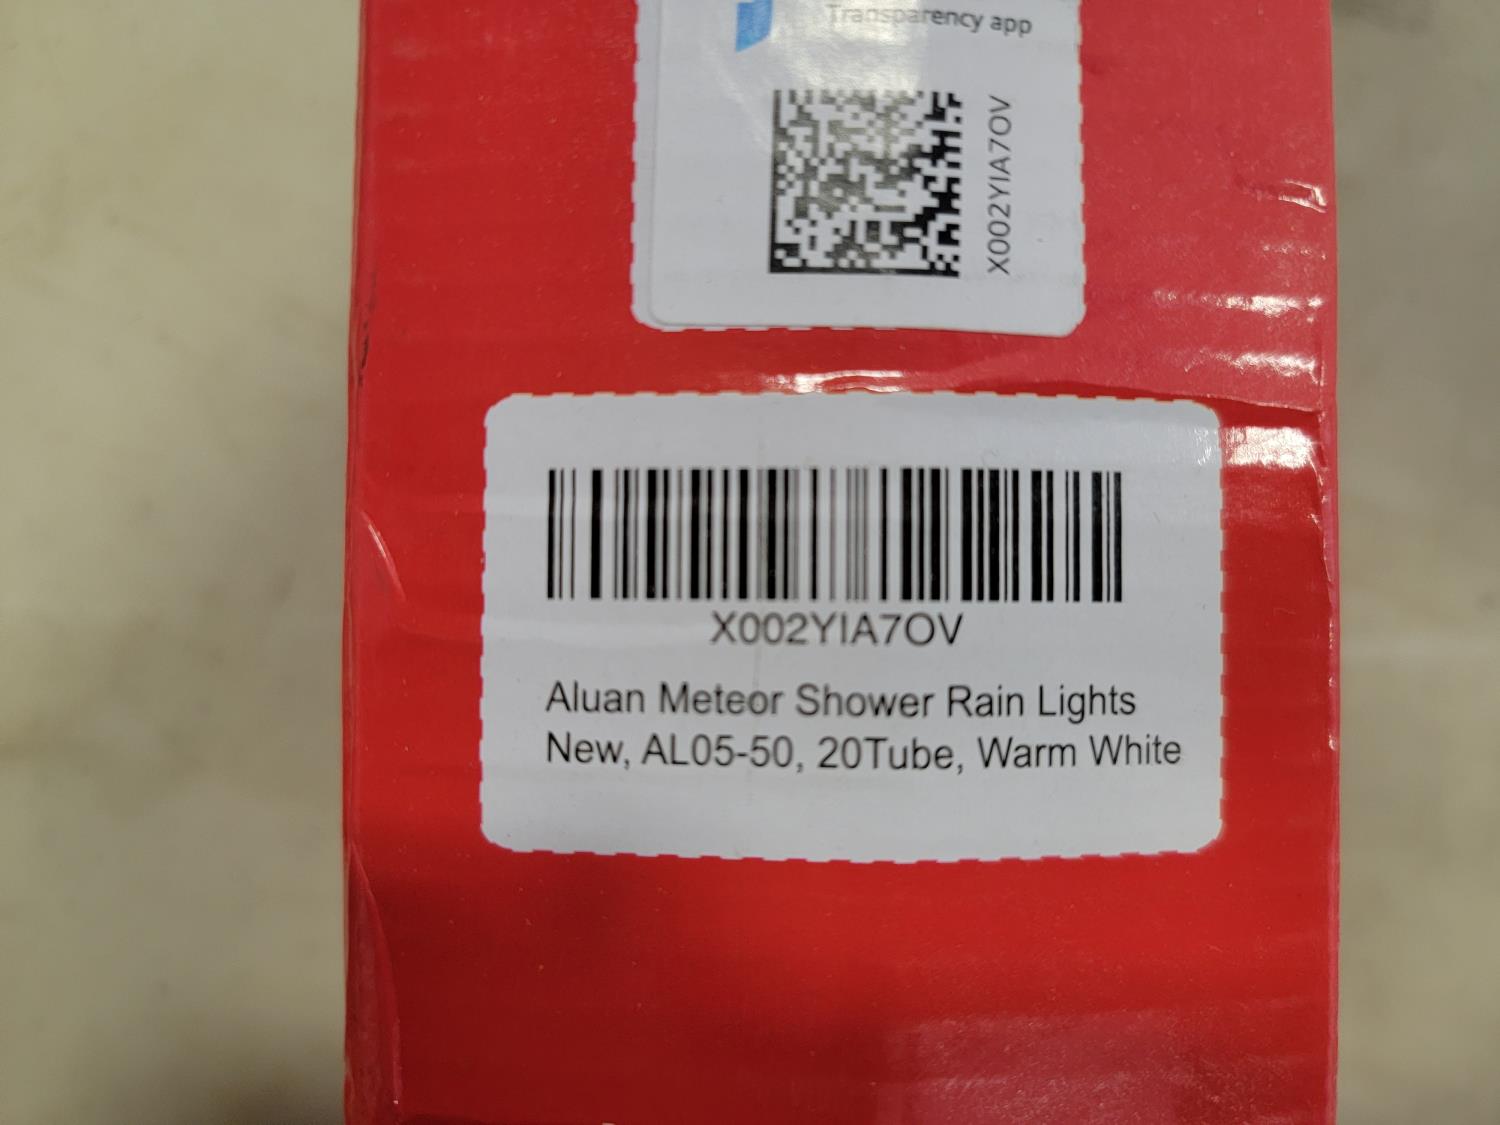 Transparency app
X002YIA7OV
X002YIA7OV
Aluan Meteor Shower Rain Lights
New, AL05-50, 20Tube, Warm White